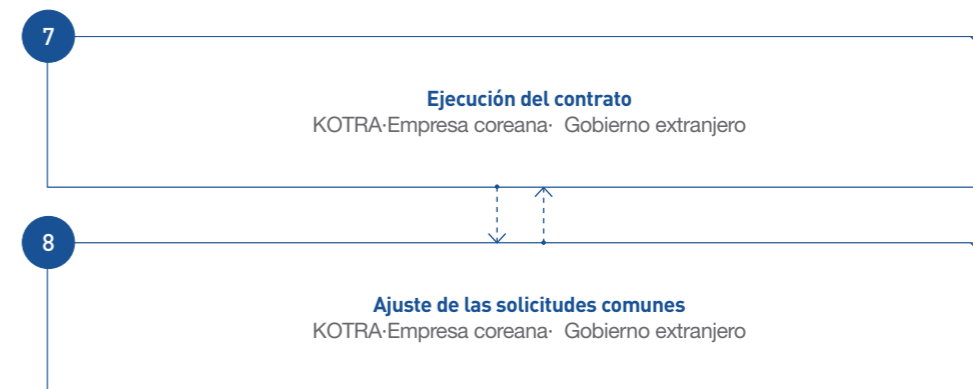 7
Ejecución del contrato
KOTRA·Empresa coreana· Gobierno extranjero
8
Ajuste de las solicitudes comunes
KOTRA·Empresa coreana· Gobierno extranjero